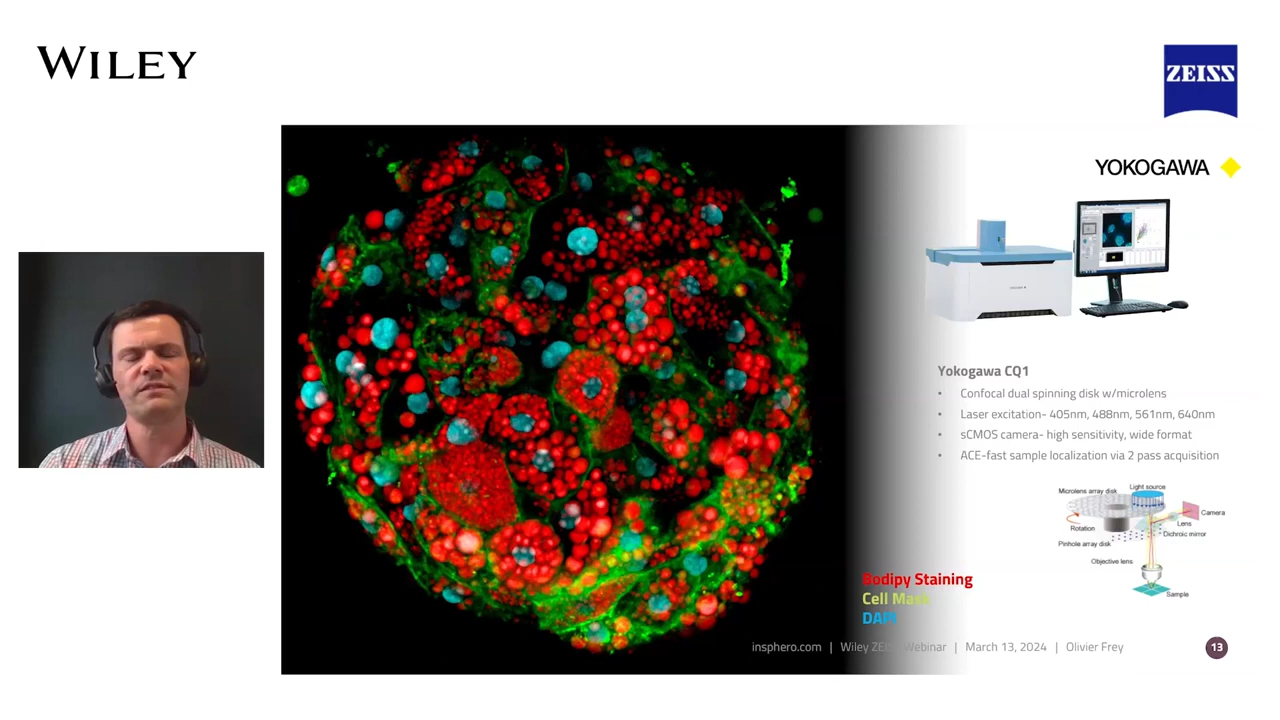 WILEY
ZEISS
YOKOGAWA
Yokogawa CQ1
• Confocal dual spinning disk w/microlens
• Laser excitation- 405nm, 488nm, 561nm, 640nm
• sCMOS camera- high sensitivity, wide format
• ACE-fast sample localization via 2 pass acquisition
Light source
Microlens array disk
Camera
Lens
Rotation
Dichroic mirror
Pinhole array disk
Objective lens
Sample
Bodipy Staining
Cell Mask
DAPI
insphero.com | Wiley ZEISS Webinar | March 13, 2024 | Olivier Frey
13